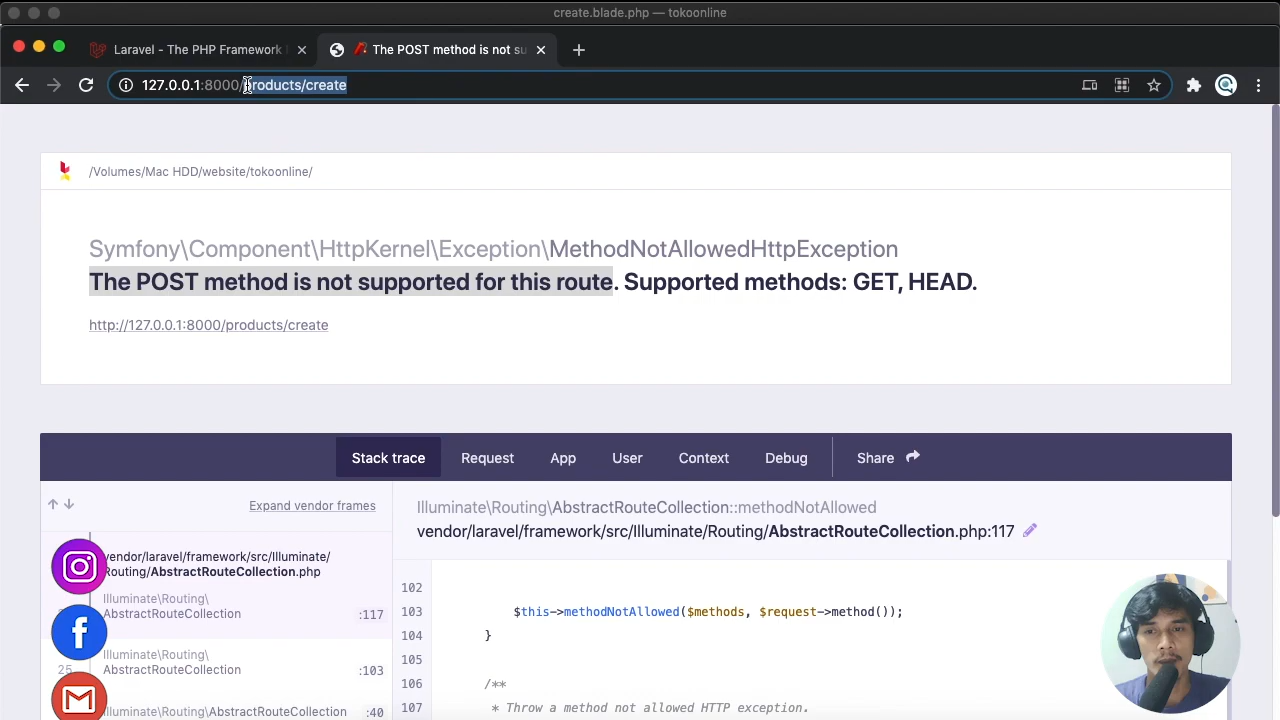 create.blade.php — tokoonline
Laravel - The PHP Framework
The POST method is not su
127.0.0.1:8000/products/create
/Volumes/Mac HDD/website/tokoonline/
Symfony\Component\HttpKernel\Exception\MethodNotAllowedHttpException
The POST method is not supported for this route. Supported methods: GET, HEAD.
http://127.0.0.1:8000/products/create
Stack trace
Request
App
User
Context
Debug
Share
Expand vendor frames
vendor/laravel/framework/src/Illuminate/
Routing/AbstractRouteCollection.php
Illuminate\Routing\
AbstractRouteCollection
:117
Illuminate\Routing\
25
AbstractRouteCollection
:103
Illuminate\Routing\AbstractRouteCollection
:40
Illuminate\Routing\AbstractRouteCollection::methodNotAllowed
vendor/laravel/framework/src/Illuminate/Routing/AbstractRouteCollection.php:117
102
103 $this->methodNotAllowed($methods, $request->method());
104 }
105
106 /**
107 * Throw a method not allowed HTTP exception.